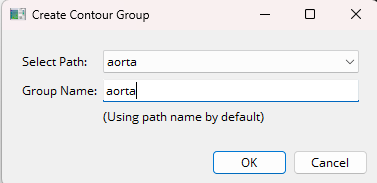 Create Contour Group
Select Path: aorta
Group Name: aorta
(Using path name by default)
OK Cancel